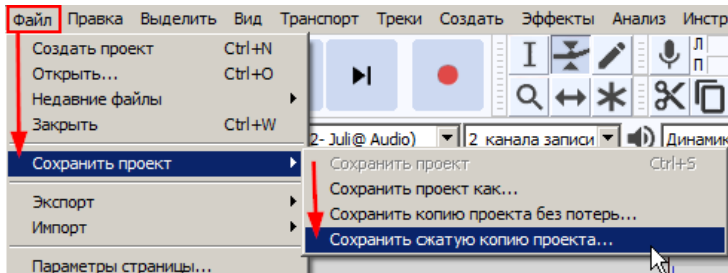 Файл Правка Выделить Вид Транспорт Треки Создать Эффекты Анализ Инстр
Создать проект Ctrl+N
Открыть... Ctrl+O
Недавние файлы
Закрыть Ctrl+W
Л
П
2- Juli@ Audio) 2 канала записи Динамик
Сохранить проект
Сохранить проект Ctrl+S
Сохранить проект как...
Сохранить копию проекта без потерь...
Сохранить сжатую копию проекта...
Экспорт
Импорт
Параметры страницы...